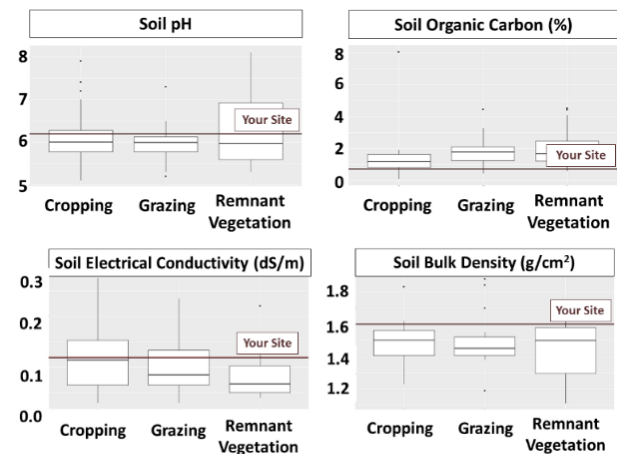 Soil pH
8
7
6
5
Your Site
Cropping
Grazing
Remnant
Vegetation
Soil Organic Carbon (%)
8
6
4
2
0
Your Site
Cropping
Grazing
Remnant
Vegetation
Soil Electrical Conductivity (dS/m)
0.3
0.2
0.1
0.0
Your Site
Cropping
Grazing
Remnant
Vegetation
Soil Bulk Density (g/cm²)
1.8
1.6
1.4
1.2
Your Site
Cropping
Grazing
Remnant
Vegetation